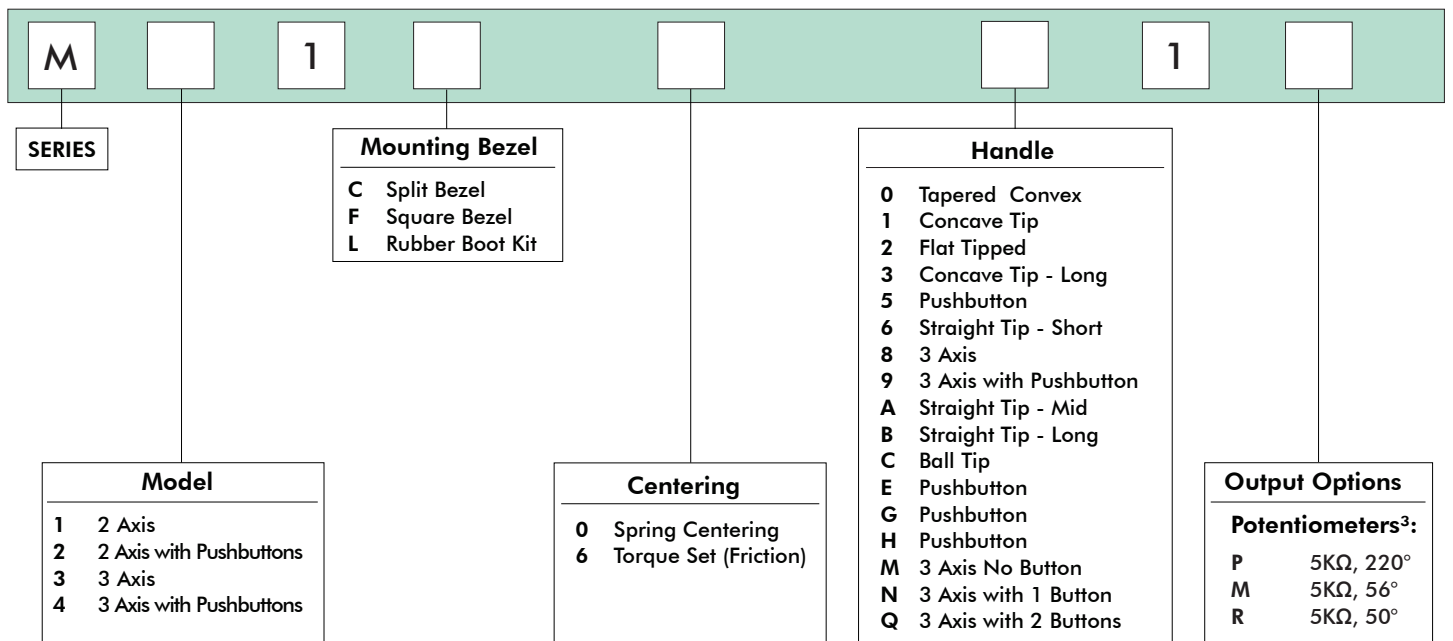 M 1 1
SERIES
Mounting Bezel
C Split Bezel
F Square Bezel
L Rubber Boot Kit
Handle
0 Tapered Convex
1 Concave Tip
2 Flat Tipped
3 Concave Tip - Long
5 Pushbutton
6 Straight Tip - Short
8 3 Axis
9 3 Axis with Pushbutton
A Straight Tip - Mid
B Straight Tip - Long
C Ball Tip
E Pushbutton
G Pushbutton
H Pushbutton
M 3 Axis No Button
N 3 Axis with 1 Button
Q 3 Axis with 2 Buttons
Model
1 2 Axis
2 2 Axis with Pushbuttons
3 3 Axis
4 3 Axis with Pushbuttons
Centering
0 Spring Centering
6 Torque Set (Friction)
Output Options
Potentiometers³:
P 5KΩ, 220°
M 5KΩ, 56°
R 5KΩ, 50°